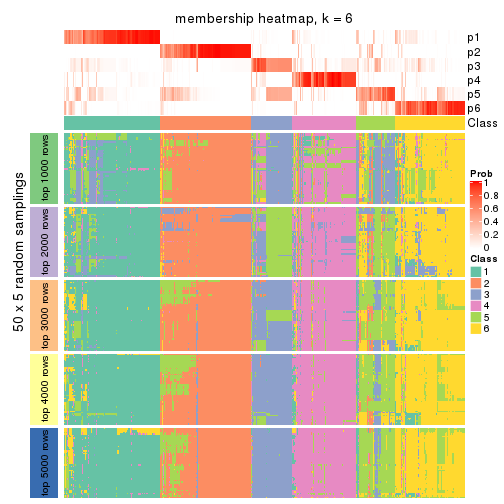 membership heatmap, k = 6
p1
p2
p3
p4
p5
p6
Class
50 x 5 random samplings
top 1000 rows
top 2000 rows
top 3000 rows
top 4000 rows
top 5000 rows
Prob
1
0.8
0.6
0.4
0.2
0
Class
1
2
3
4
5
6